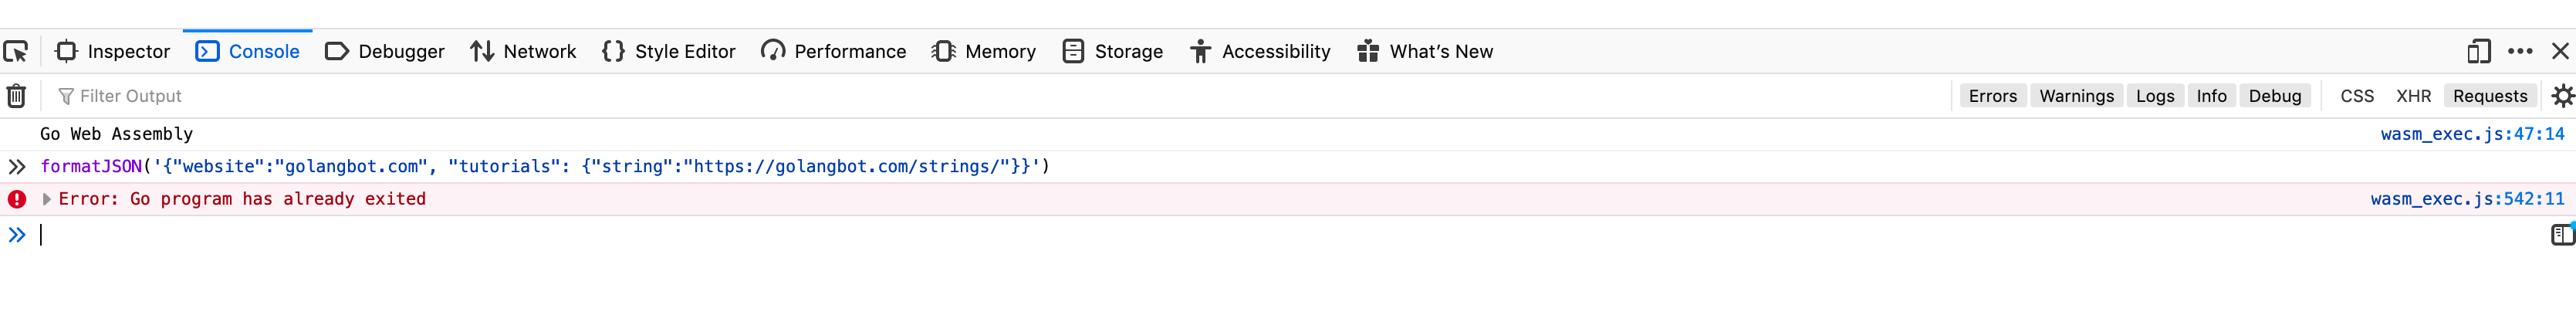 Inspector Console Debugger Network Style Editor Performance Memory Storage Accessibility What's New
Filter Output Errors Warnings Logs Info Debug CSS XHR Requests
Go Web Assembly wasm_exec.js:47:14
formatJSON('{"website":"golangbot.com", "tutorials": {"string":"https://golangbot.com/strings/"}}')
Error: Go program has already exited wasm_exec.js:542:11